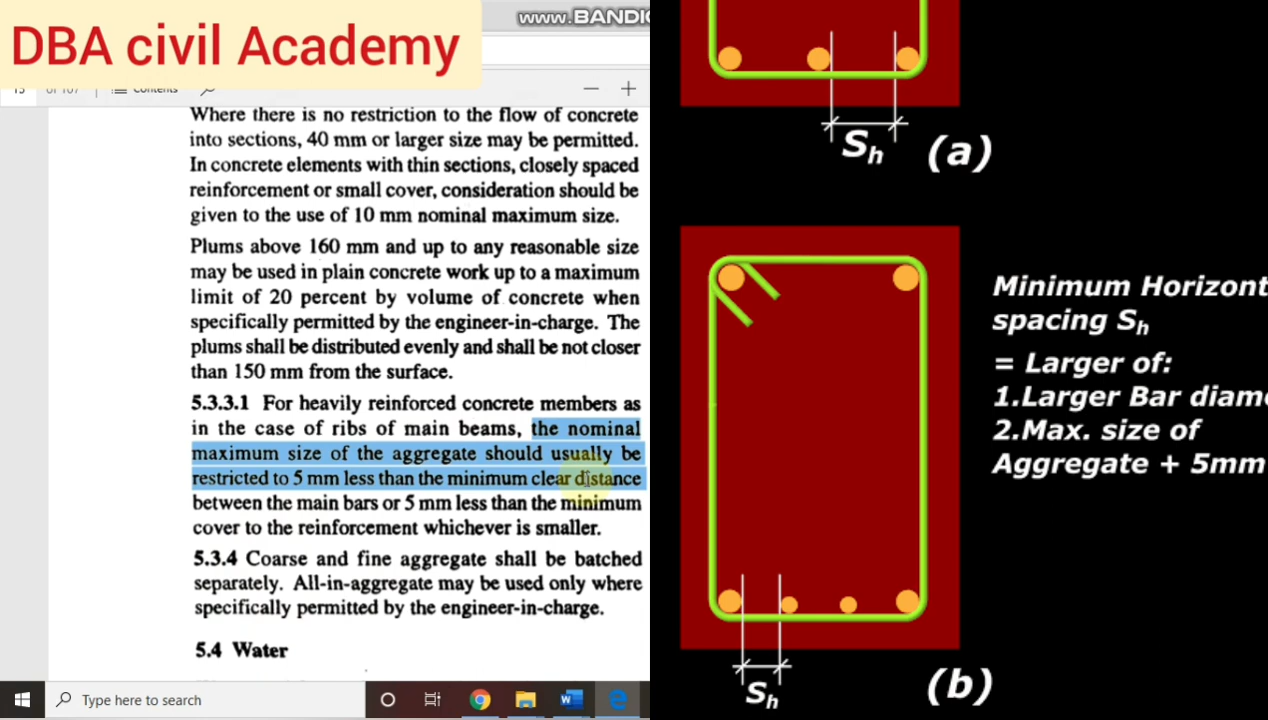 DBA civil Academy
www.BANDIC
of 107
Contents
Where there is no restriction to the flow of concrete
into sections, 40 mm or larger size may be permitted.
In concrete elements with thin sections, closely spaced
reinforcement or small cover, consideration should be
given to the use of 10 mm nominal maximum size.
Plums above 160 mm and up to any reasonable size
may be used in plain concrete work up to a maximum
limit of 20 percent by volume of concrete when
specifically permitted by the engineer-in-charge. The
plums shall be distributed evenly and shall be not closer
than 150 mm from the surface.
5.3.3.1 For heavily reinforced concrete members as
in the case of ribs of main beams, the nominal
maximum size of the aggregate should usually be
restricted to 5 mm less than the minimum clear distance
between the main bars or 5 mm less than the minimum
cover to the reinforcement whichever is smaller.
5.3.4 Coarse and fine aggregate shall be batched
separately. All-in-aggregate may be used only where
specifically permitted by the engineer-in-charge.
5.4 Water
Type here to search
Sh
(a)
Minimum Horizont
spacing Sh
= Larger of:
1.Larger Bar diame
2.Max. size of
Aggregate + 5mm
Sh
(b)